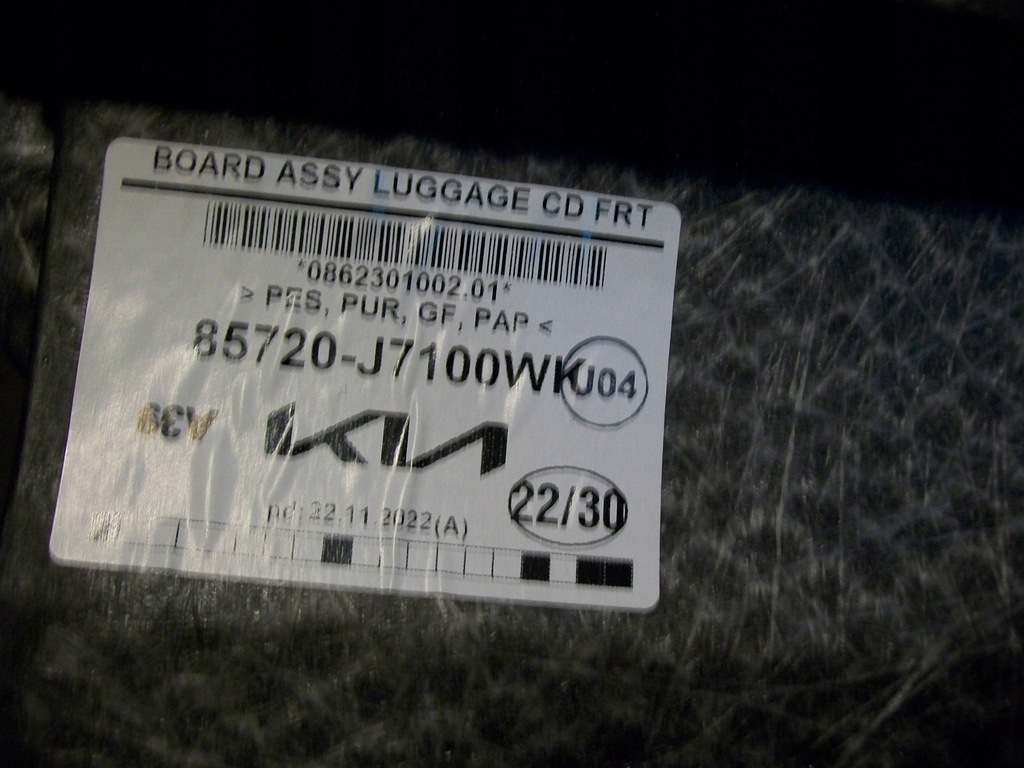 BOARD ASSY LUGGAGE CD FRT
*0862301002.01*
> PES, PUR, GF, PAP <
85720-J7100WK J04
A39
KIA
22/30
pd: 22.11.2022(A)